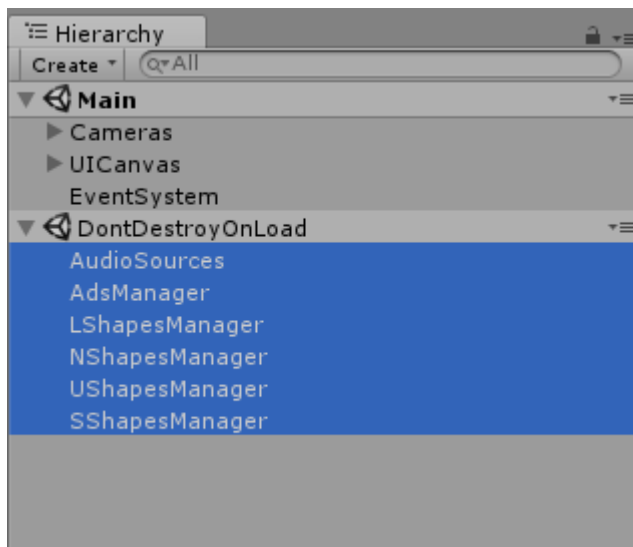 Hierarchy
Create All
Main
Cameras
UICanvas
EventSystem
DontDestroyOnLoad
AudioSources
AdsManager
LShapesManager
NShapesManager
UShapesManager
SShapesManager